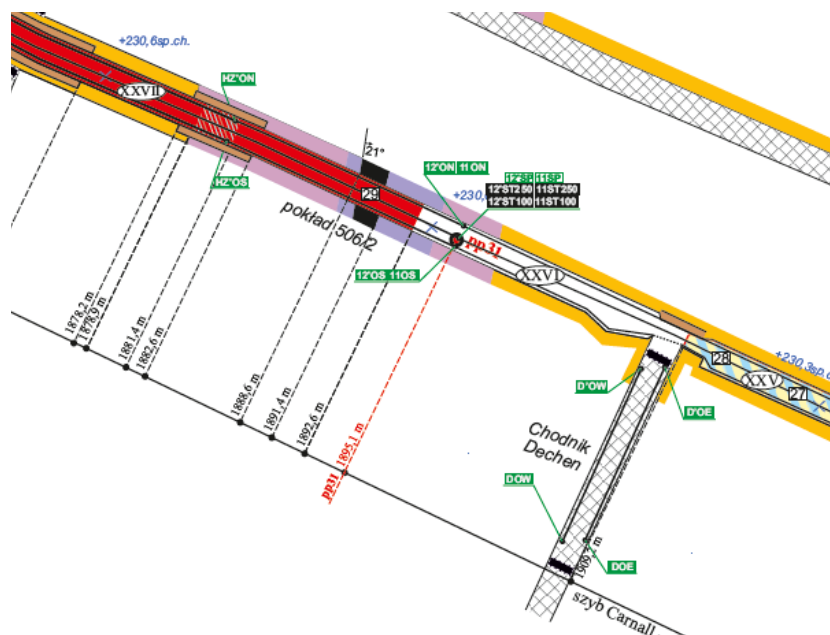 +230,6sp.ch.
HZ"ON
XXVII
21°
12"ON 11ON
12"SP 11SP
12"ST250 11ST250
12"ST100 11ST100
+230,
29
HZ"OS
pokład 506/2
pp31
12"OS 11OS
XXVI
1878,2 m
1878,9 m
1881,4 m
1882,6 m
1888,6 m
1891,4 m
1892,6 m
1895,1 m
pp31
28
+230,3sp.c
XXV
27
D"OW
D"OE
Chodnik
Dechen
DOW
DOE
1909,2 m
szyb Carnall